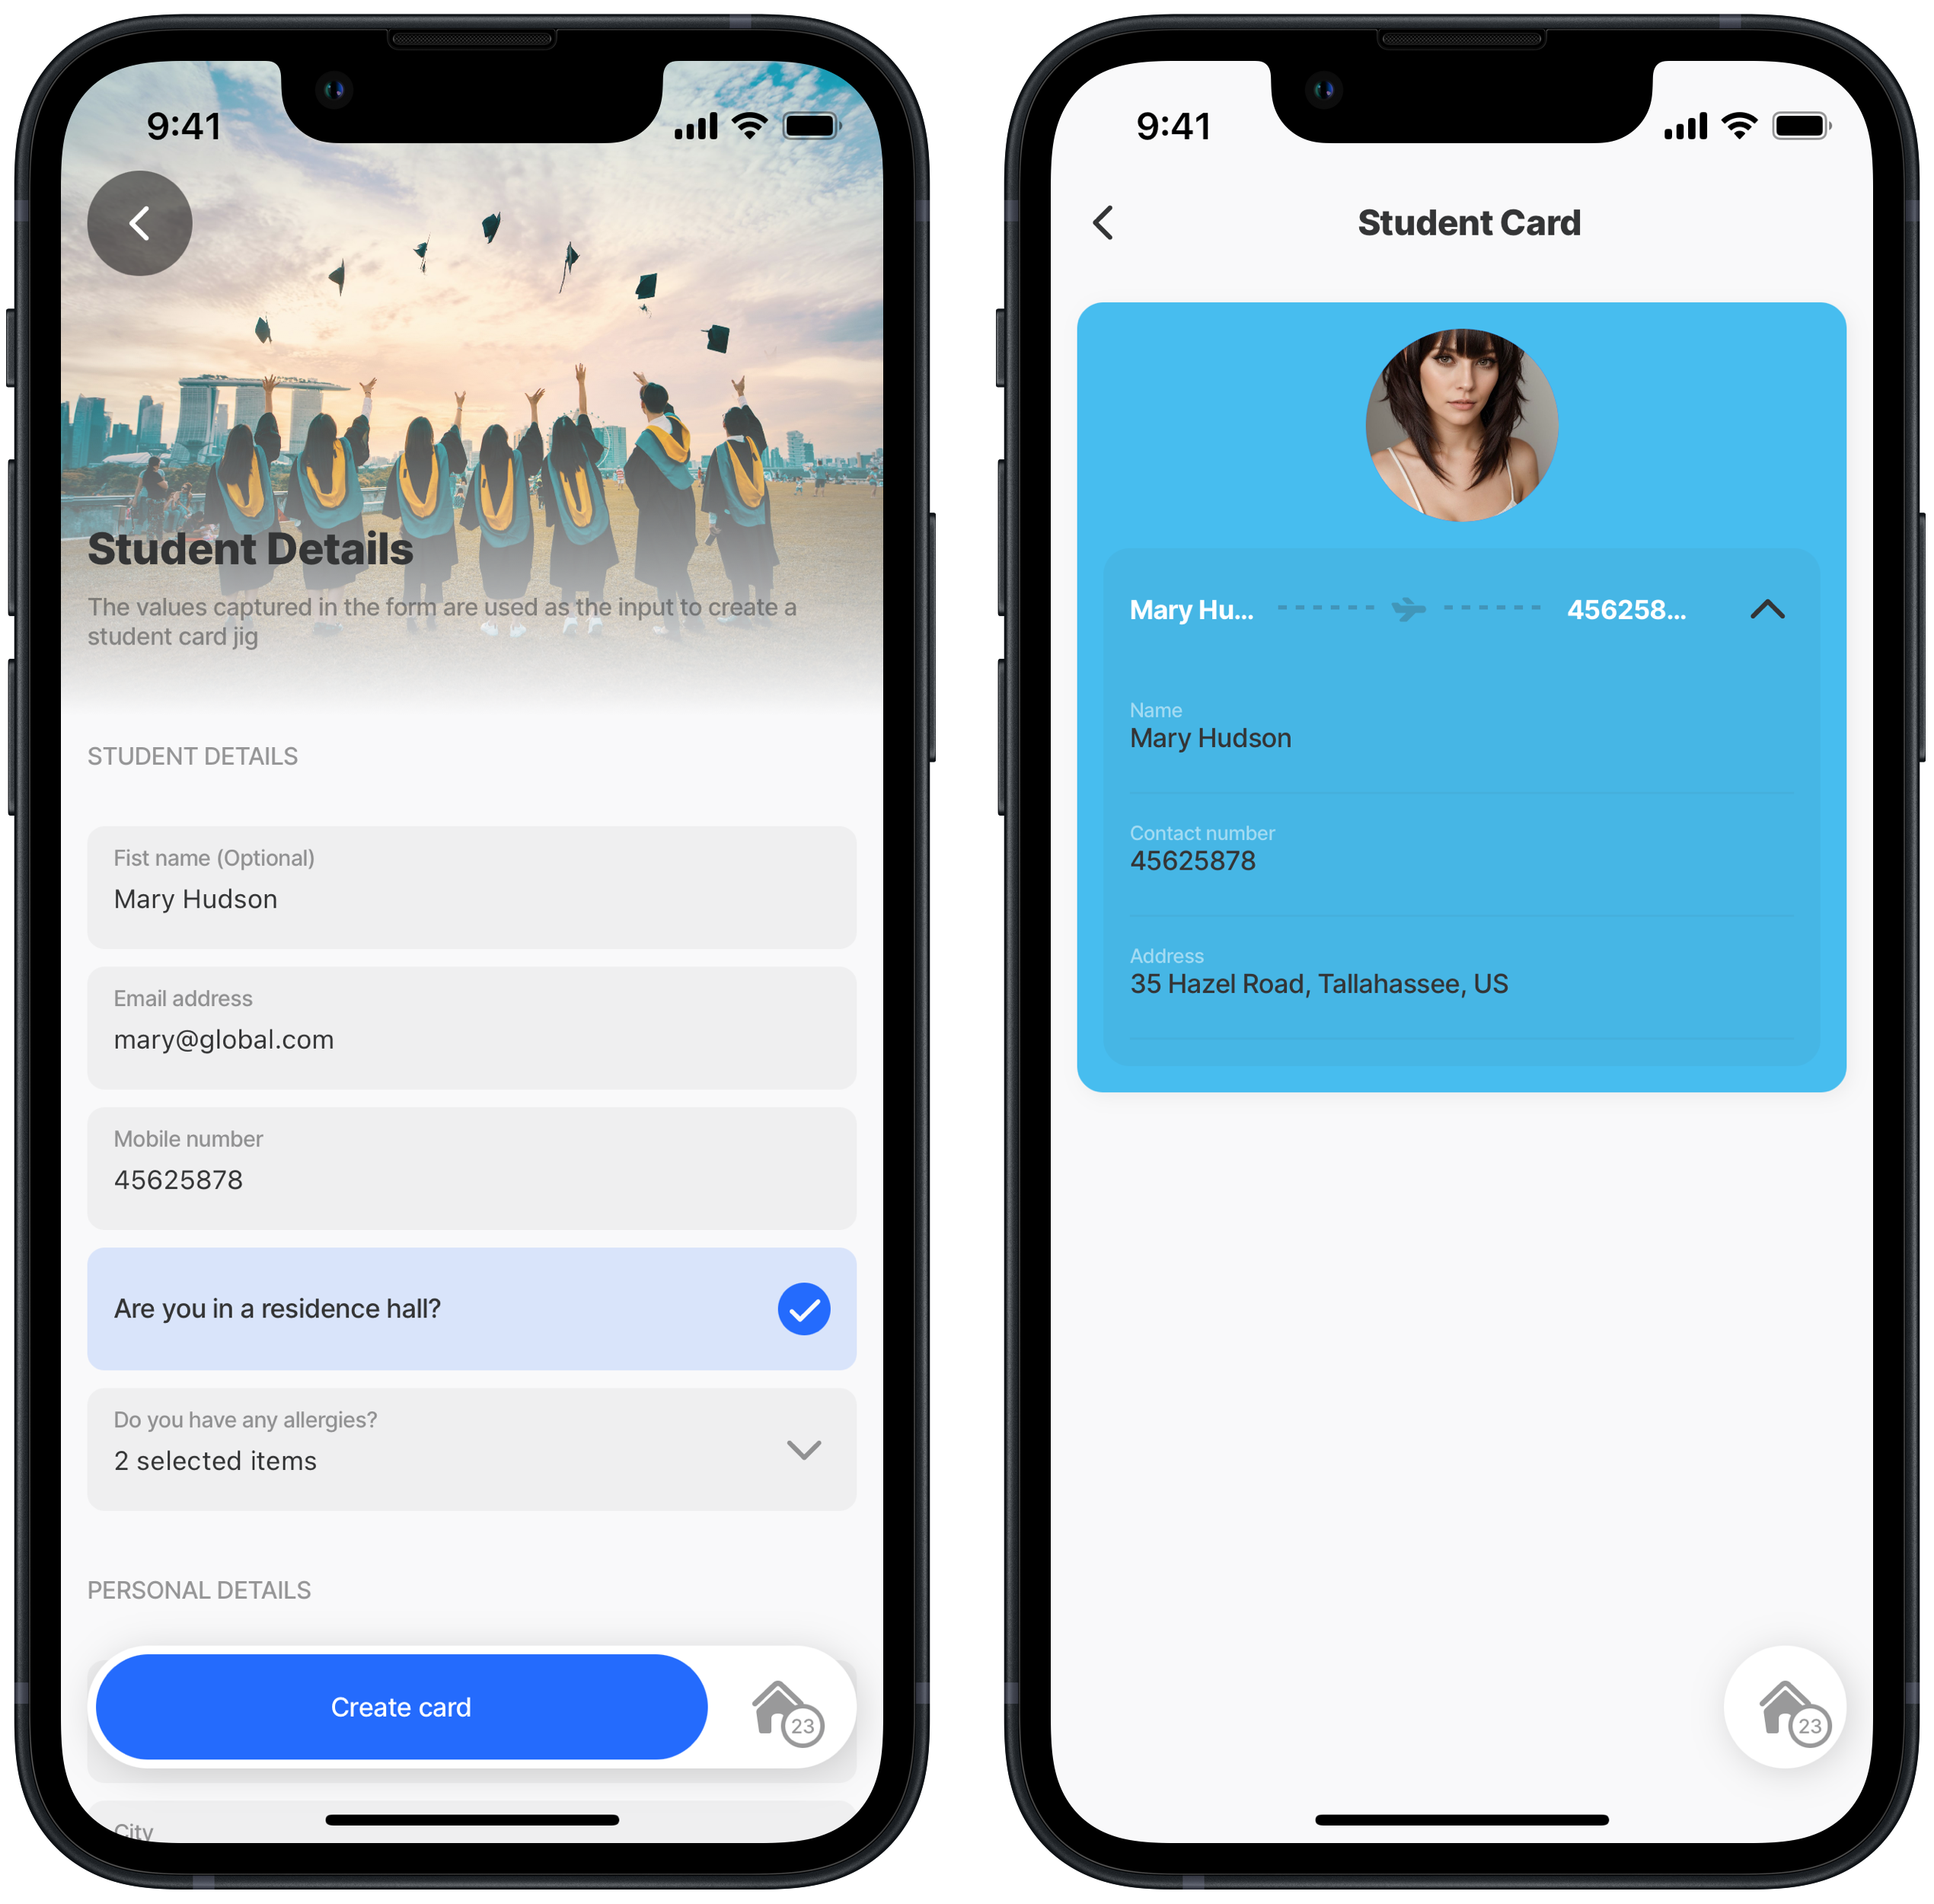 9:41
Student Details
The values captured in the form are used as the input to create a
student card jig
STUDENT DETAILS
Fist name (Optional)
Mary Hudson
Email address
mary@global.com
Mobile number
45625878
Are you in a residence hall?
Do you have any allergies?
2 selected items
PERSONAL DETAILS
Create card
23
City
9:41
Student Card
Mary Hu... 456258...
Name
Mary Hudson
Contact number
45625878
Address
35 Hazel Road, Tallahassee, US
23